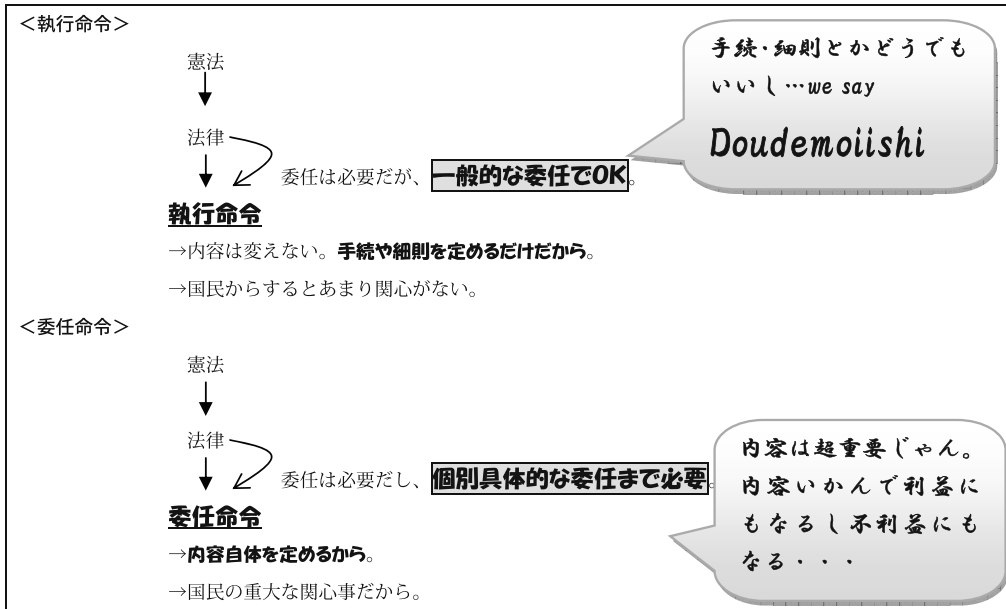 ＜執行命令＞
憲法
手続・細則とかどうでも
いいし…we say
Doudemoiishi
法律
委任は必要だが、一般的な委任でOK。
執行命令
→内容は変えない。手続や細則を定めるだけだから。
→国民からするとあまり関心がない。
＜委任命令＞
憲法
法律
委任は必要だし、個別具体的な委任まで必要。
内容は超重要じゃん。
内容いかんで利益に
もなるし不利益にも
なる・・・
委任命令
→内容自体を定めるから。
→国民の重大な関心事だから。